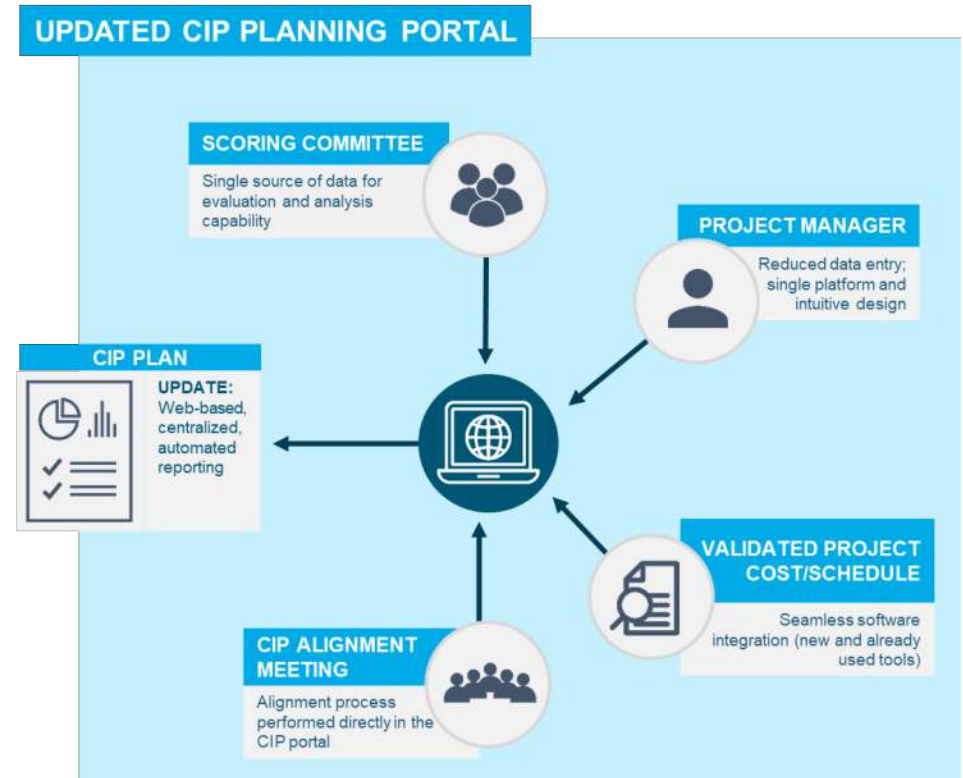 UPDATED CIP PLANNING PORTAL
SCORING COMMITTEE
Single source of data for
evaluation and analysis
capability
PROJECT MANAGER
Reduced data entry;
single platform and
intuitive design
CIP PLAN
UPDATE:
Web-based,
centralized,
automated
reporting
VALIDATED PROJECT
COST/SCHEDULE
Seamless software
integration (new and already
used tools)
CIP ALIGNMENT
MEETING
Alignment process
performed directly in the
CIP portal